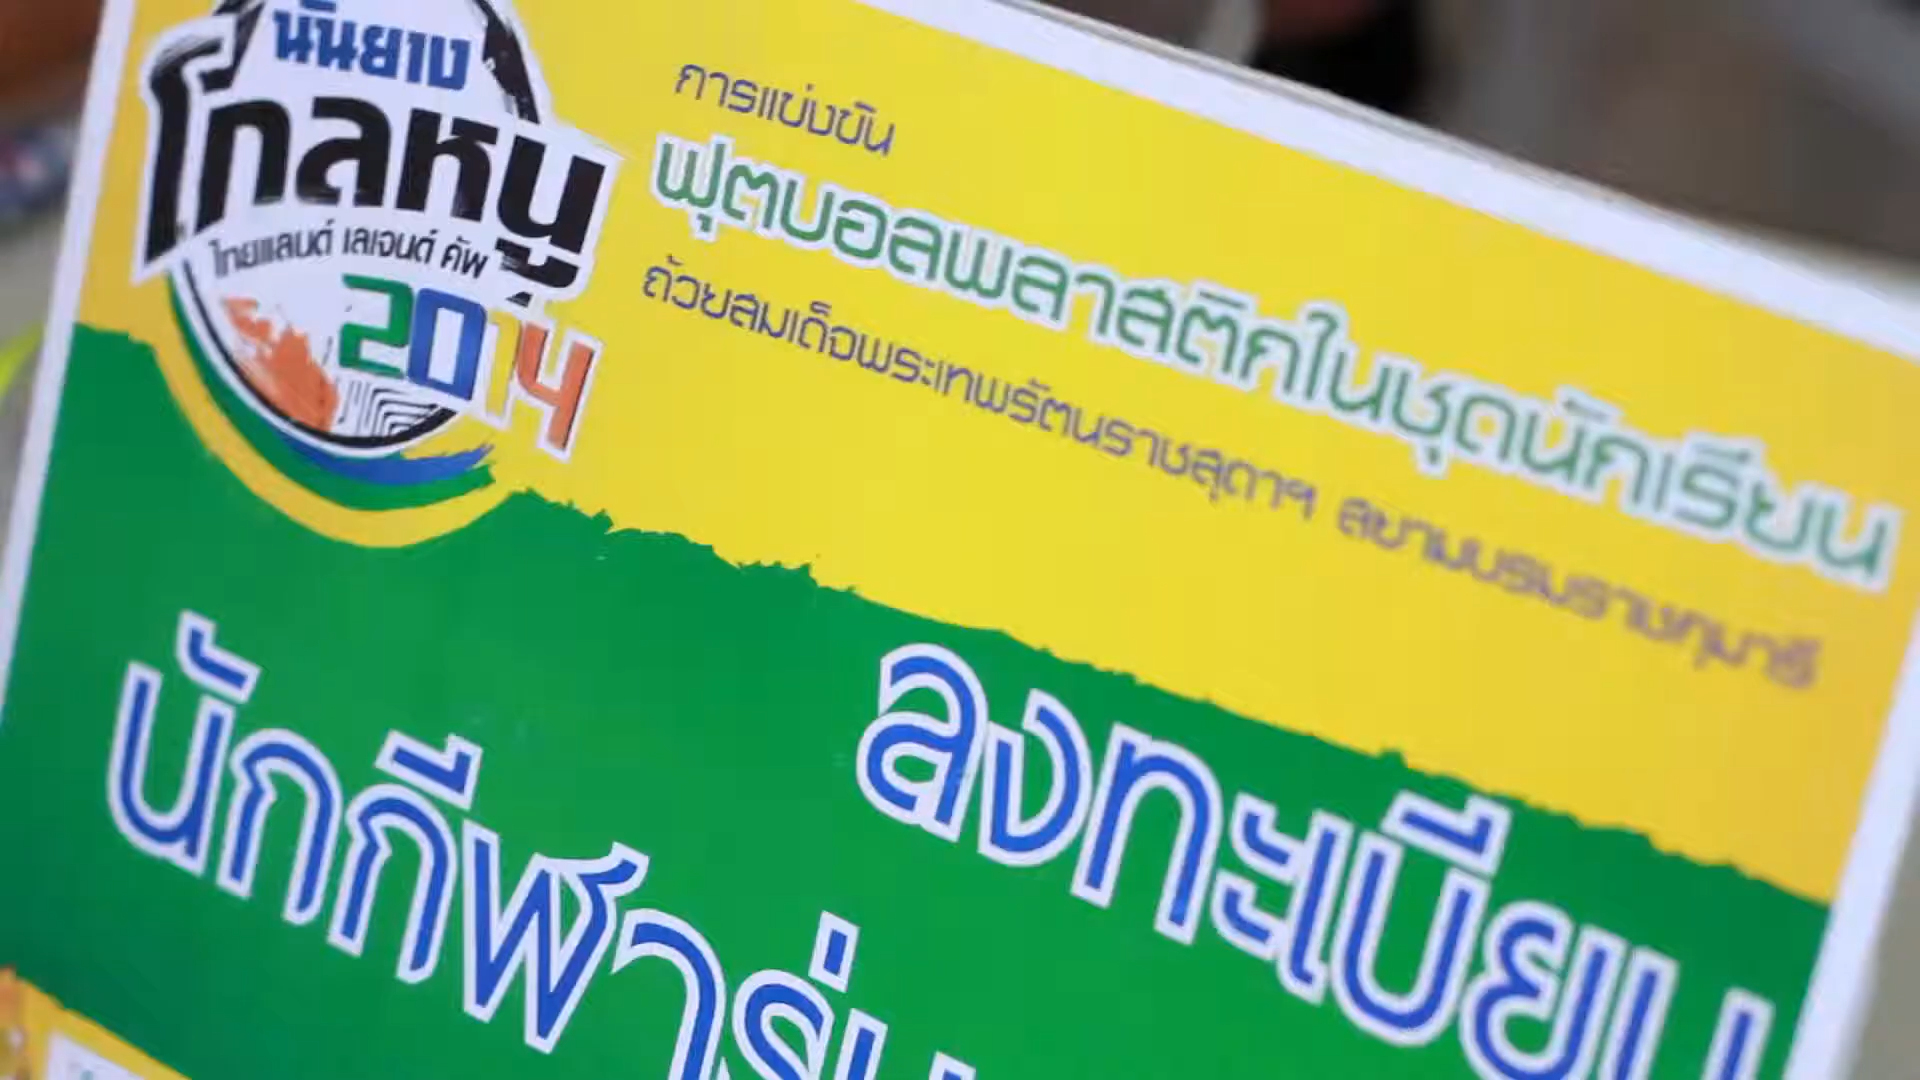 นันยาง
โกลหนู
ไทยแลนด์ เลเจนด์ คัพ
2014
การแข่งขัน
ฟุตบอลพลาสติกในชุดนักเรียน
ถ้วยสมเด็จพระเทพรัตนราชสุดาฯ สยามบรมราชกุมารี
ลงทะเบียน
นักกีฬารุ่น